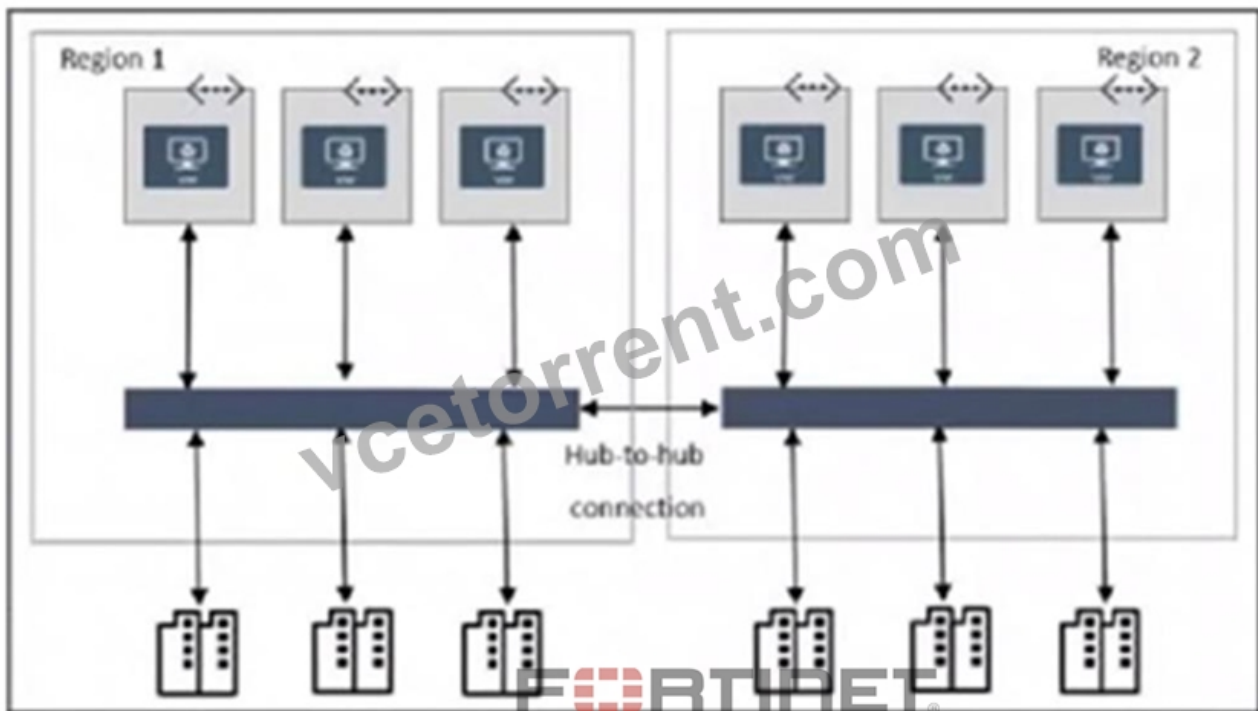 Region 1
Region 2
vcetorrent.com
Hub-to-hub
connection
FORTINET®